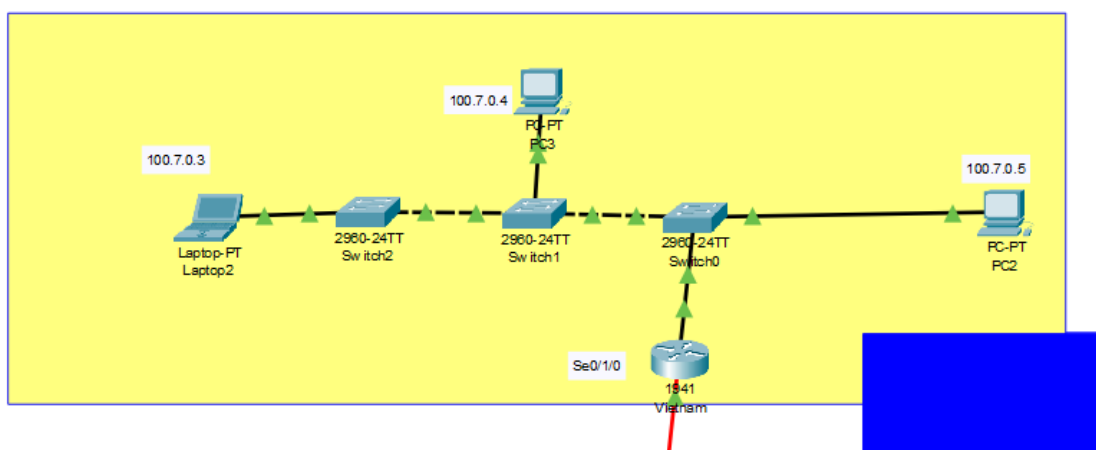 100.7.0.4
PC-PT
PC3
100.7.0.3
100.7.0.5
Laptop-PT
Laptop2
2960-24TT
Switch2
2960-24TT
Switch1
2960-24TT
Switch0
PC-PT
PC2
Se0/1/0
1941
Vietnam